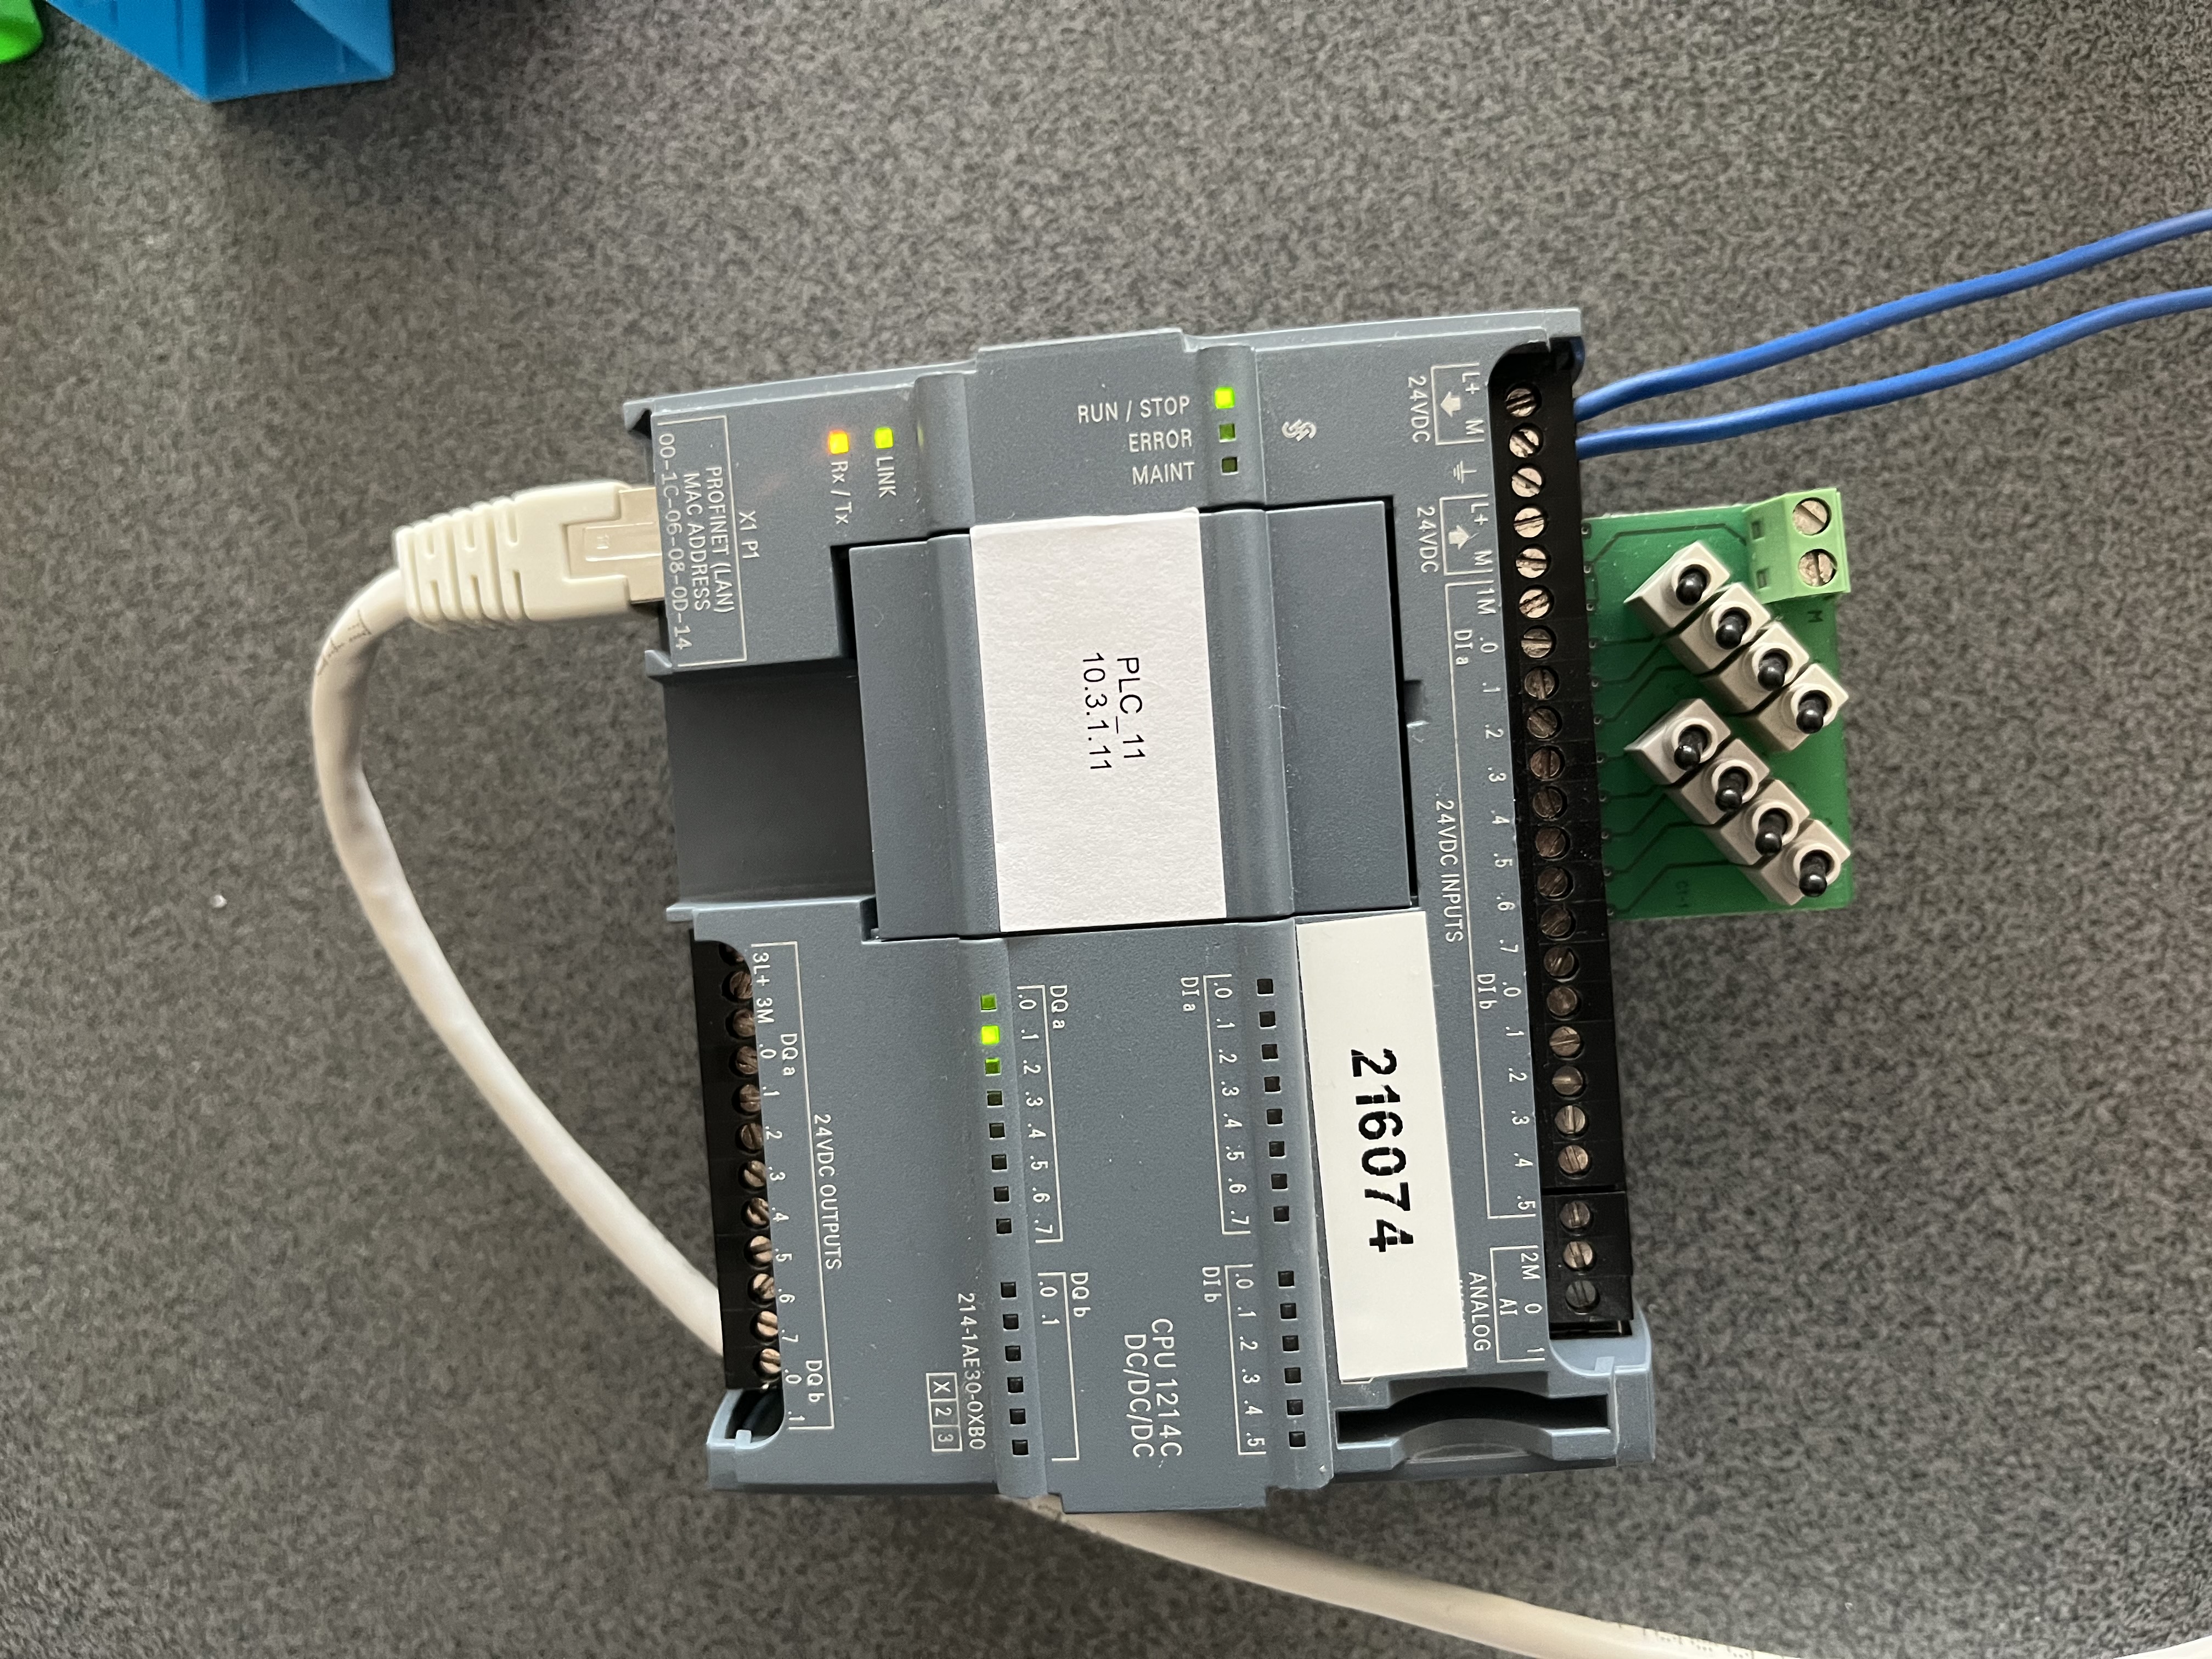 L+ M
24VDC
L+ M
24VDC
1M .0 .1 .2 .3 .4 .5 .6 .7 .0 .1 .2 .3 .4 .5
DI a DI b
24VDC INPUTS
2M 0 1
AI
ANALOG
216074
RUN / STOP
ERROR
MAINT
PLC_11
10.3.1.11
.0 .1 .2 .3 .4 .5 .6 .7
DI a
.0 .1 .2 .3 .4 .5
DI b
CPU 1214C
DC/DC/DC
DQ a
.0 .1 .2 .3 .4 .5 .6 .7
DQ b
.0 .1
214-1AE30-0XB0
X 2 3
LINK
Rx / Tx
X1 P1
PROFINET (LAN)
MAC ADDRESS
00-1C-06-08-0D-14
24VDC OUTPUTS
DQ a DQ b
3L+ 3M .0 .1 .2 .3 .4 .5 .6 .7 .0 .1
M